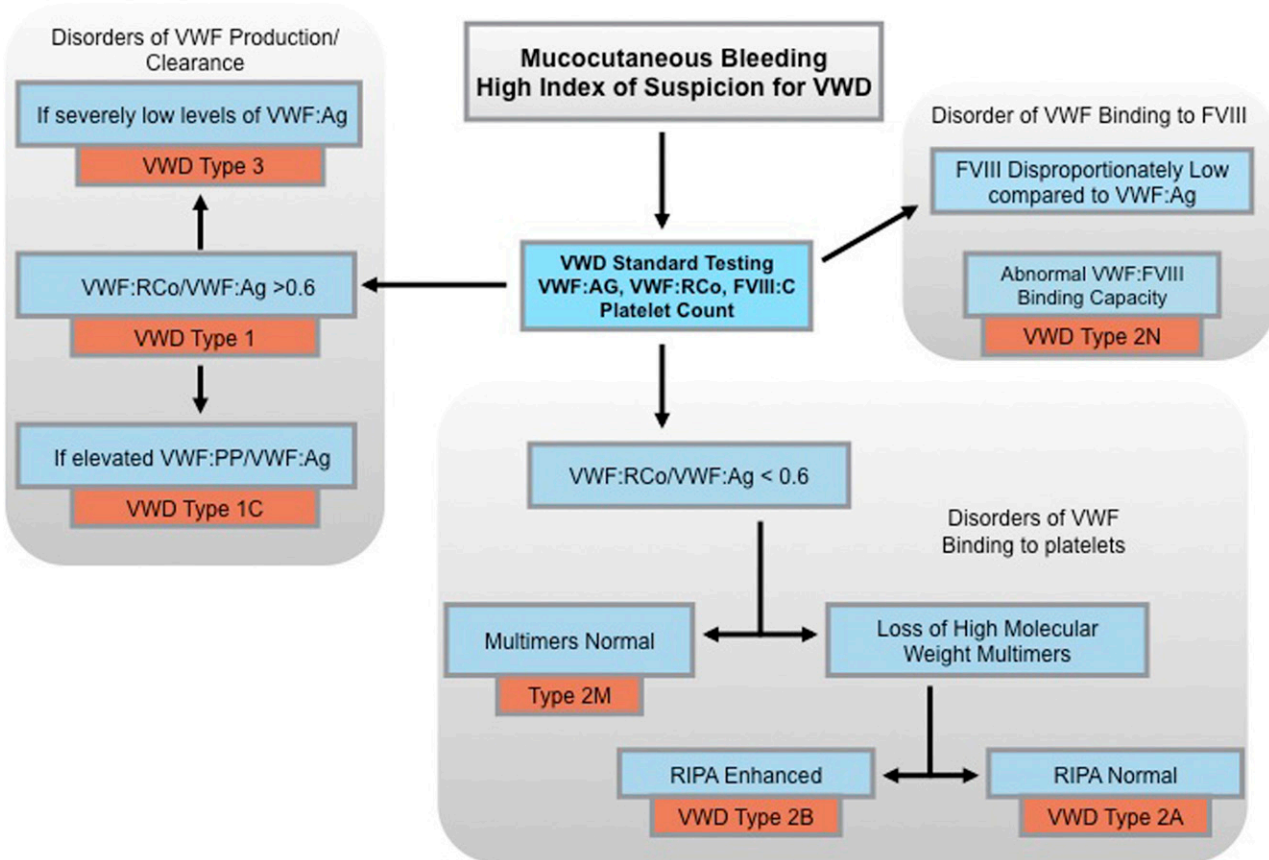 Disorders of VWF Production/
Clearance
If severely low levels of VWF:Ag
VWD Type 3
VWF:RCo/VWF:Ag >0.6
VWD Type 1
If elevated VWF:PP/VWF:Ag
VWD Type 1C
Mucocutaneous Bleeding
High Index of Suspicion for VWD
VWD Standard Testing
VWF:AG, VWF:RCo, FVIII:C
Platelet Count
Disorder of VWF Binding to FVIII
FVIII Disproportionately Low
compared to VWF:Ag
Abnormal VWF:FVIII
Binding Capacity
VWD Type 2N
VWF:RCo/VWF:Ag < 0.6
Disorders of VWF
Binding to platelets
Multimers Normal
Type 2M
Loss of High Molecular
Weight Multimers
RIPA Enhanced
VWD Type 2B
RIPA Normal
VWD Type 2A